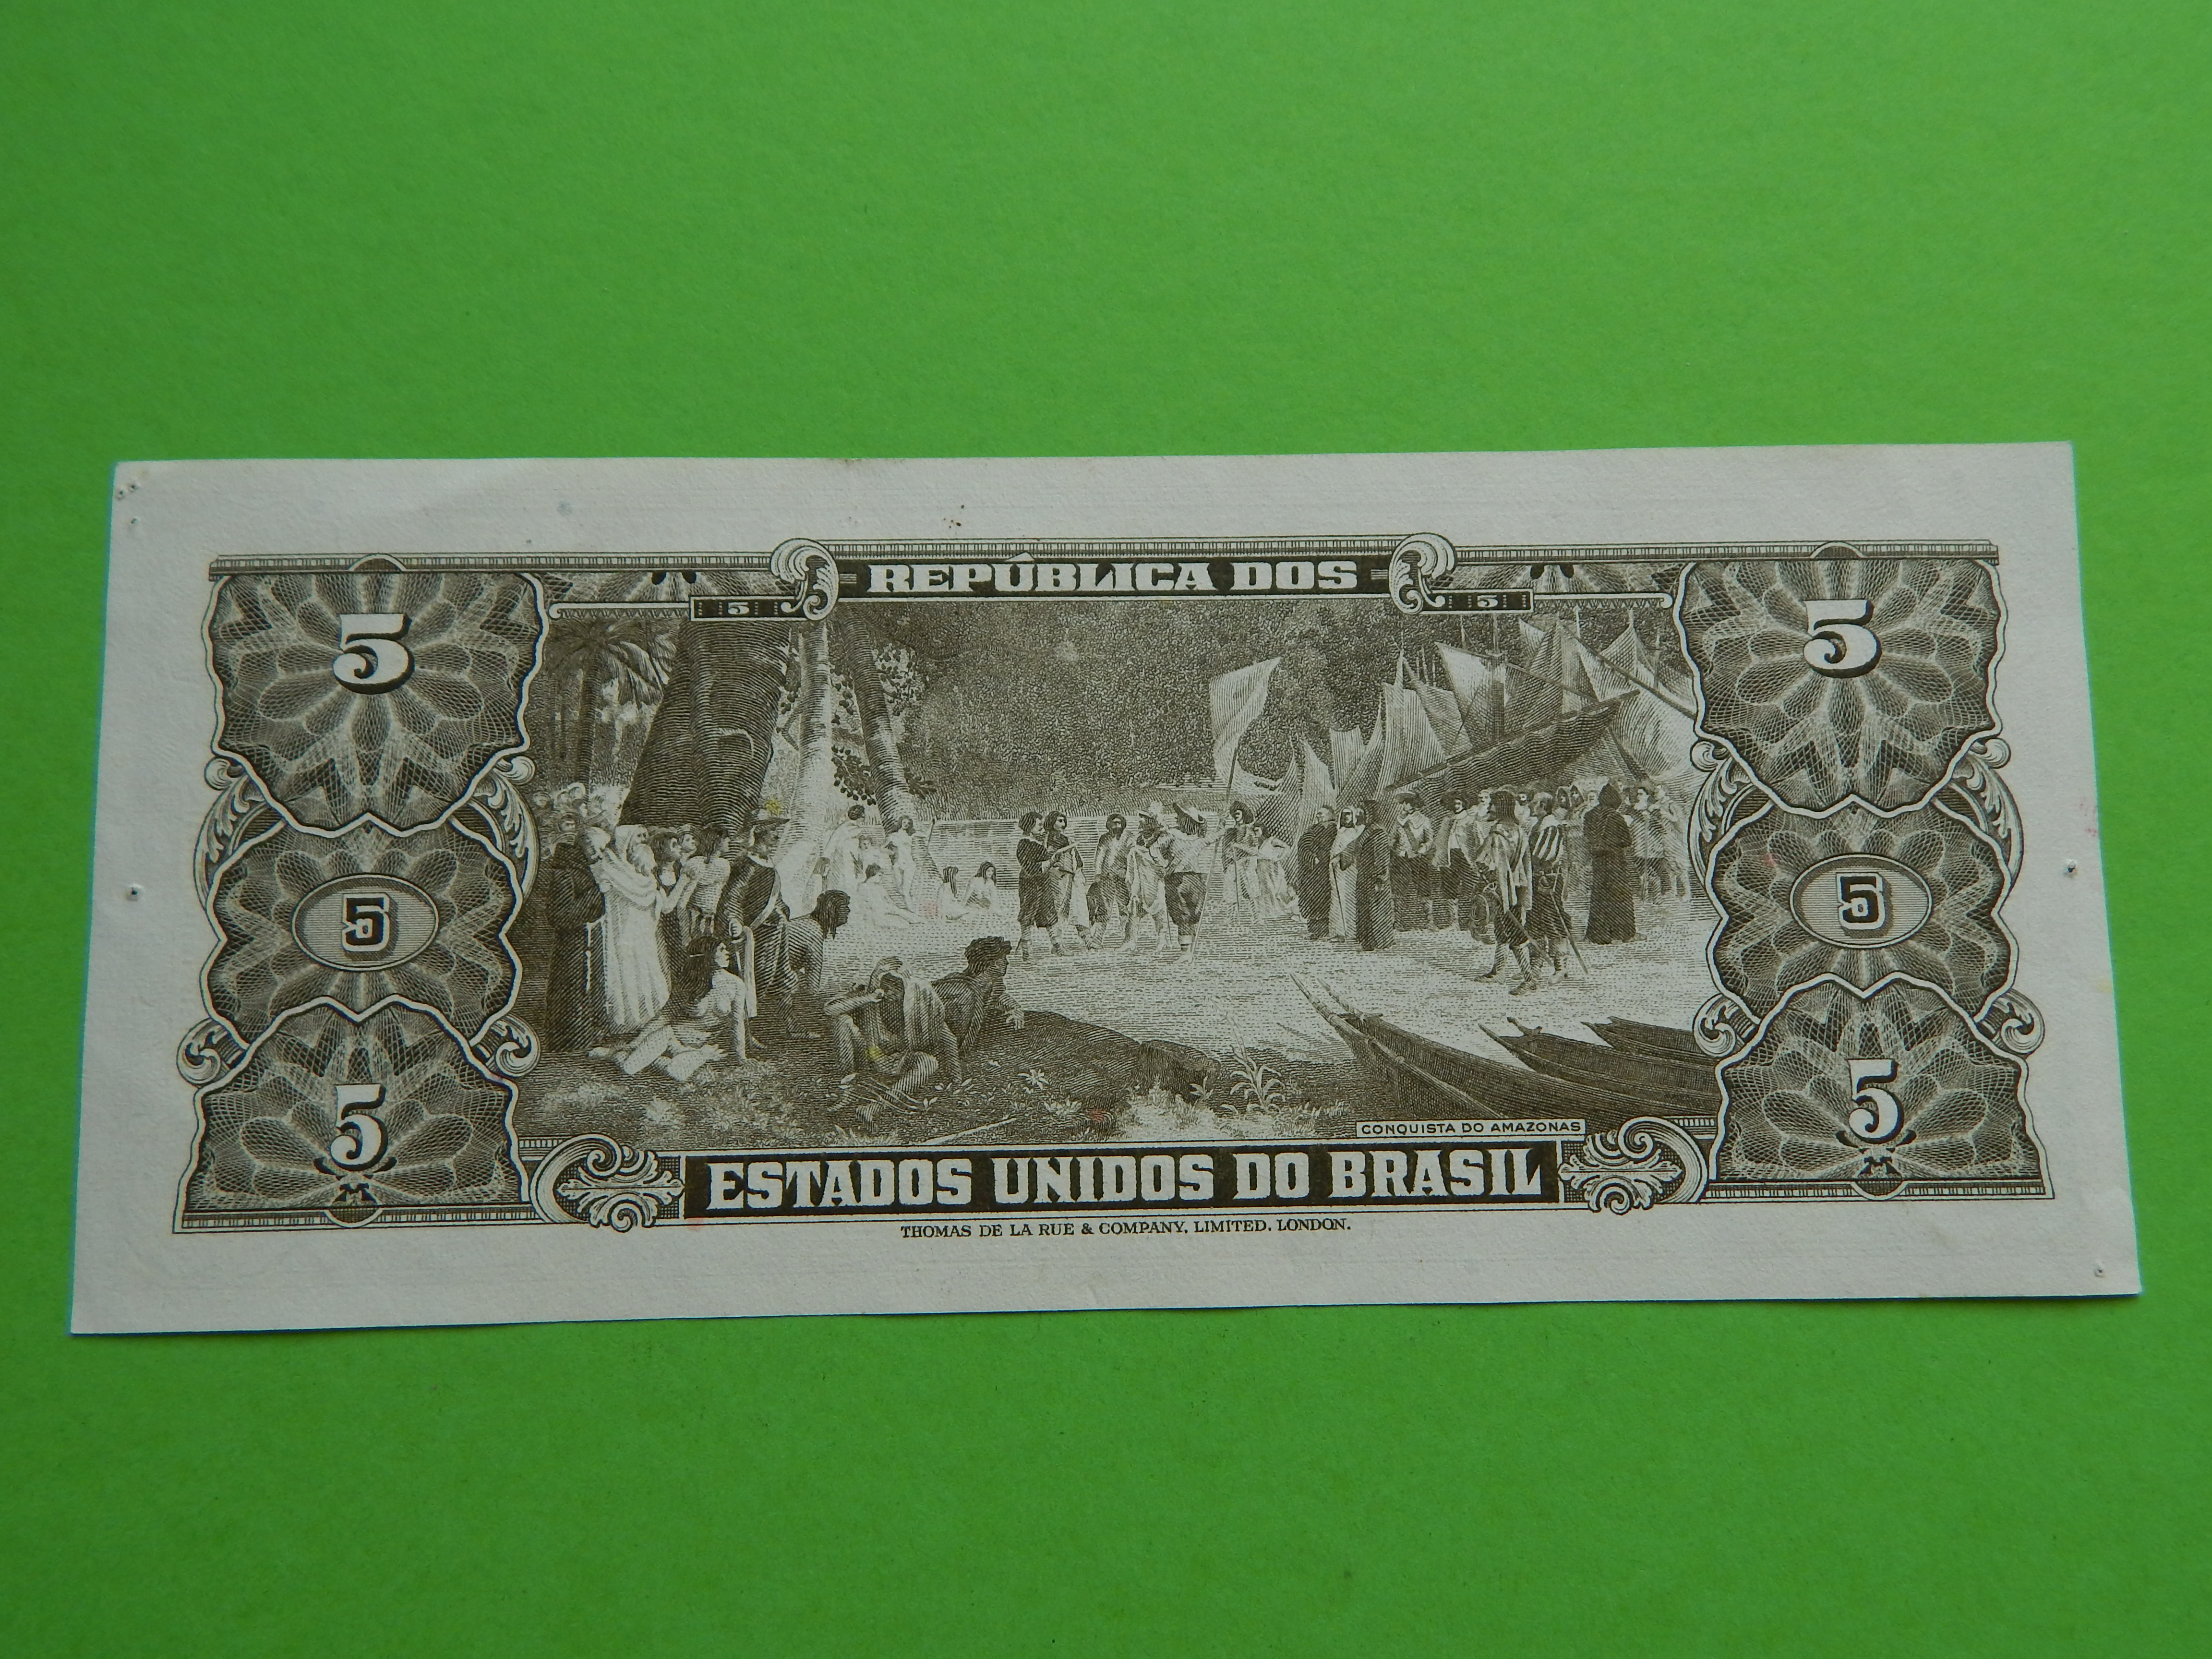 REPÚBLICA DOS
5 5
5 5
5 5
5 5
CONQUISTA DO AMAZONAS
ESTADOS UNIDOS DO BRASIL
THOMAS DE LA RUE & COMPANY, LIMITED, LONDON.